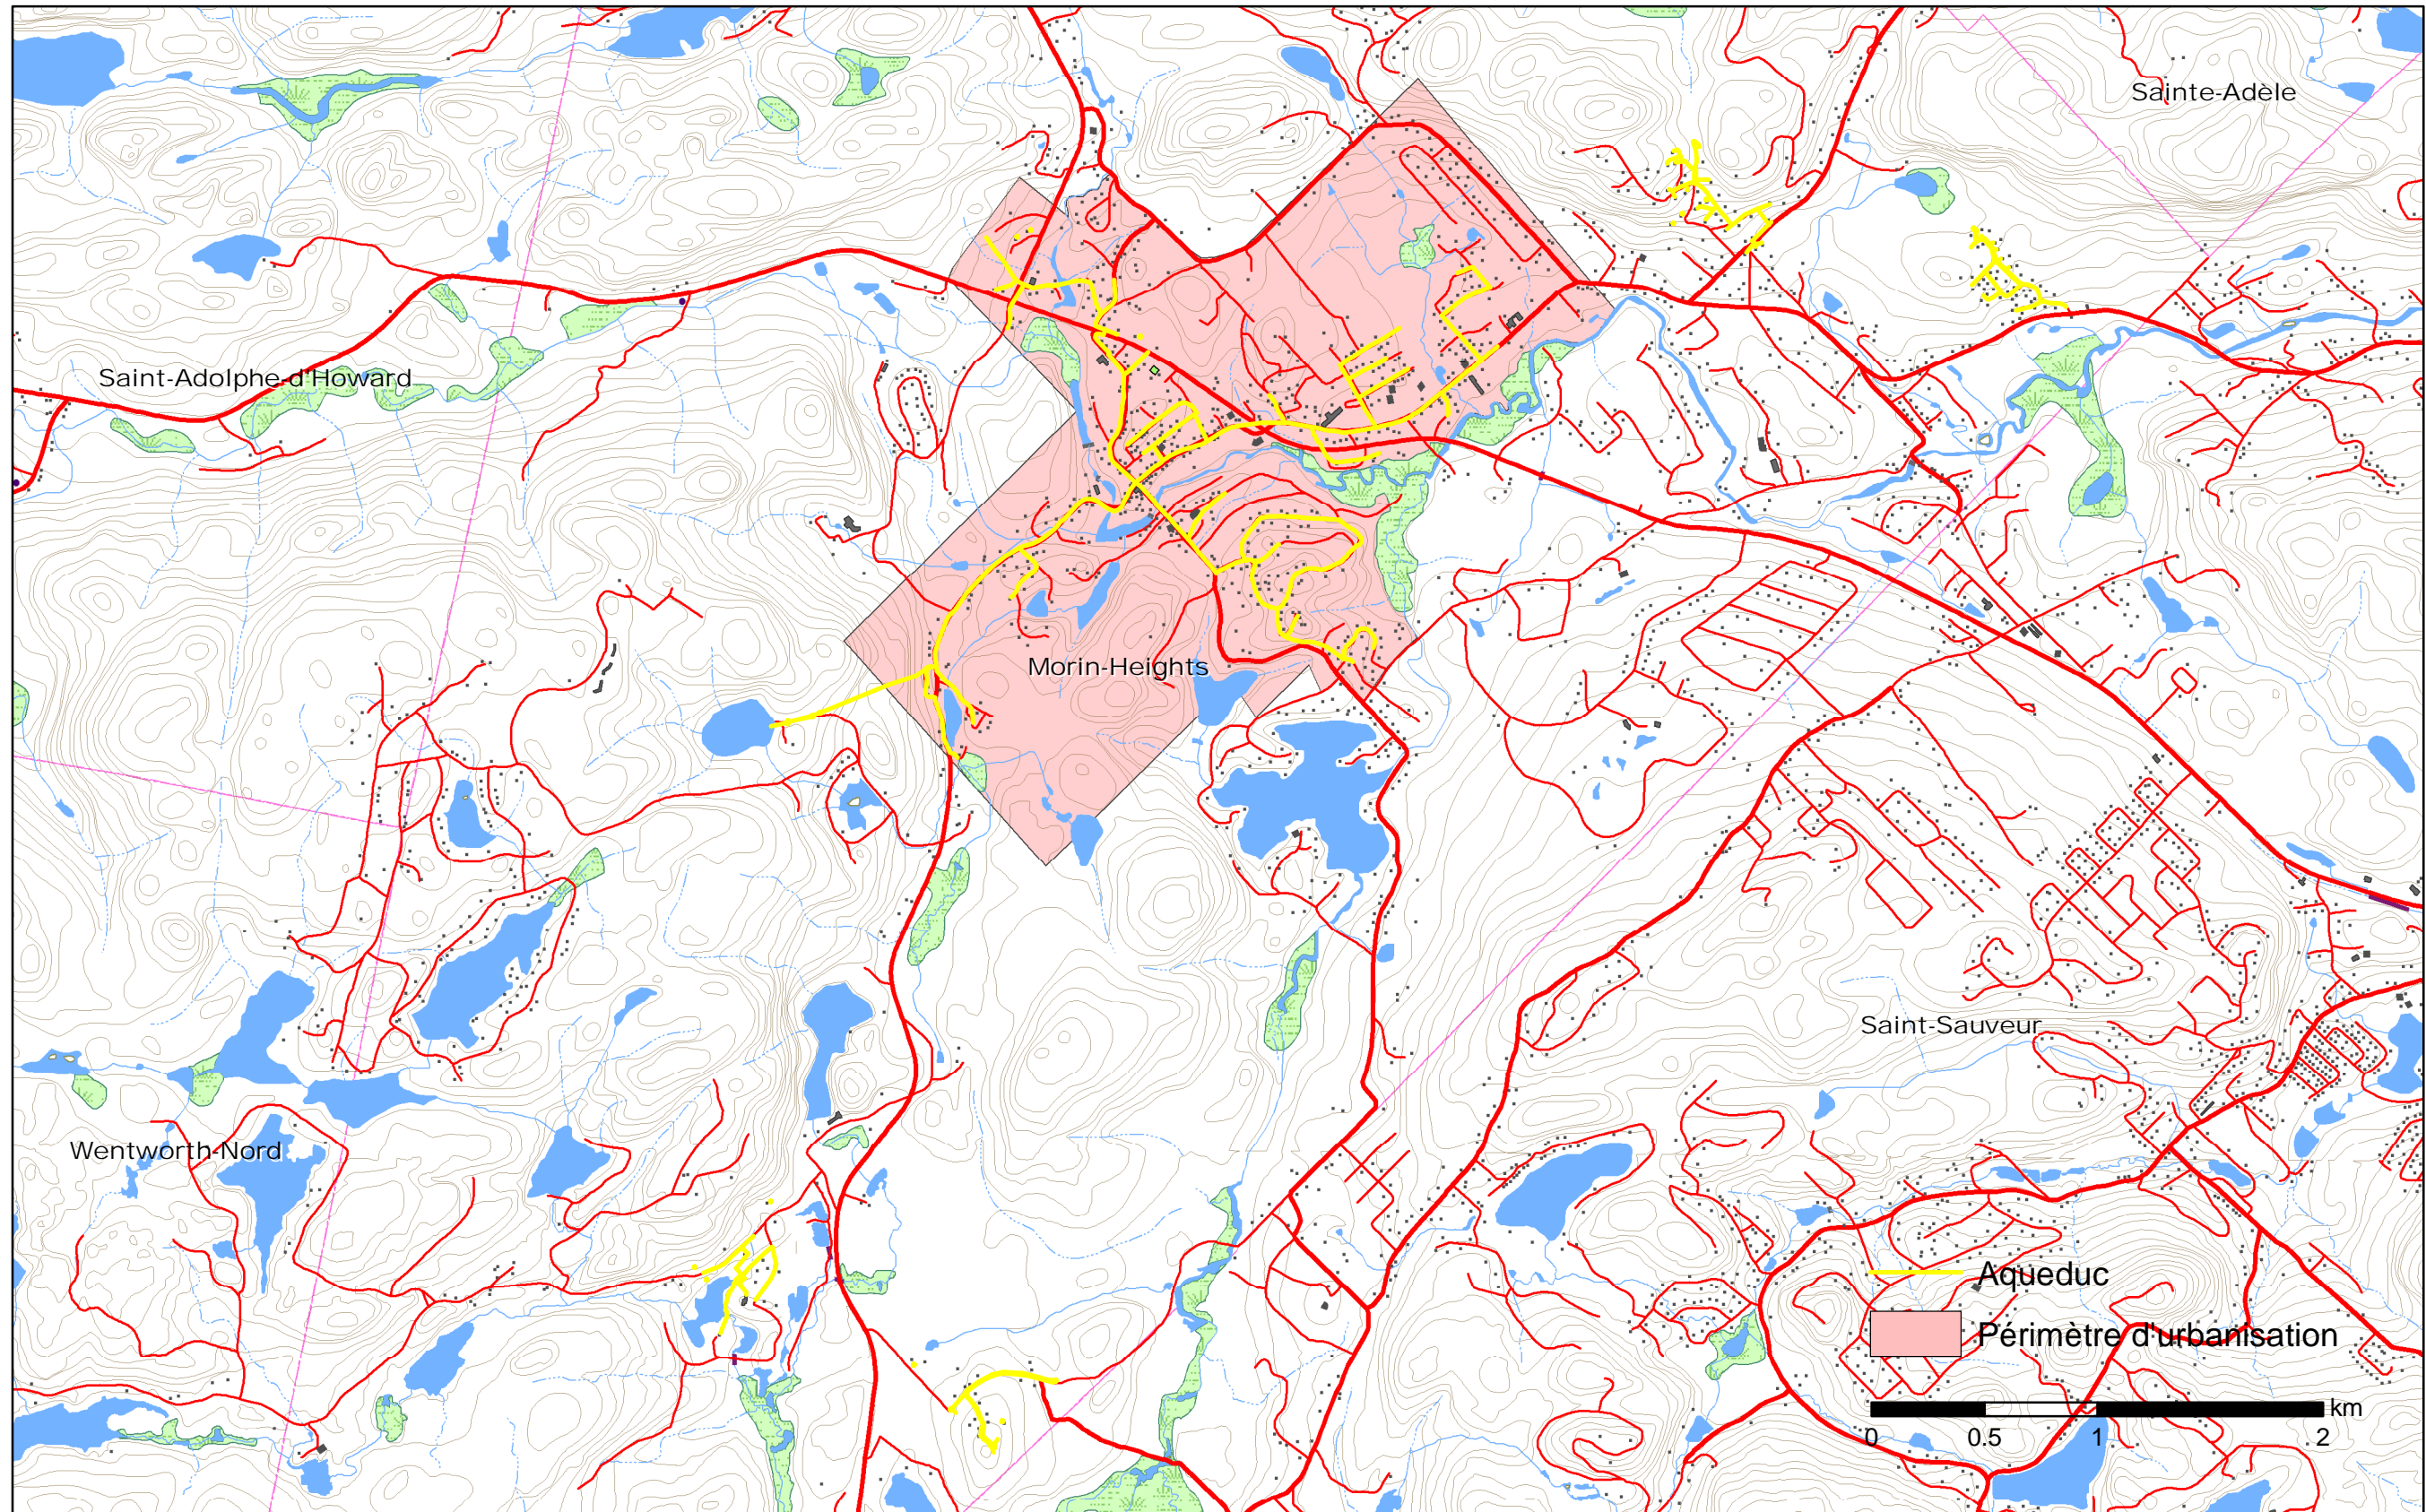 Sainte-Adèle
Saint-Adolphe-d'Howard
Morin-Heights
Saint-Sauveur
Wentworth-Nord
Aqueduc
Périmètre d'urbanisation
km
0 0.5 1 2